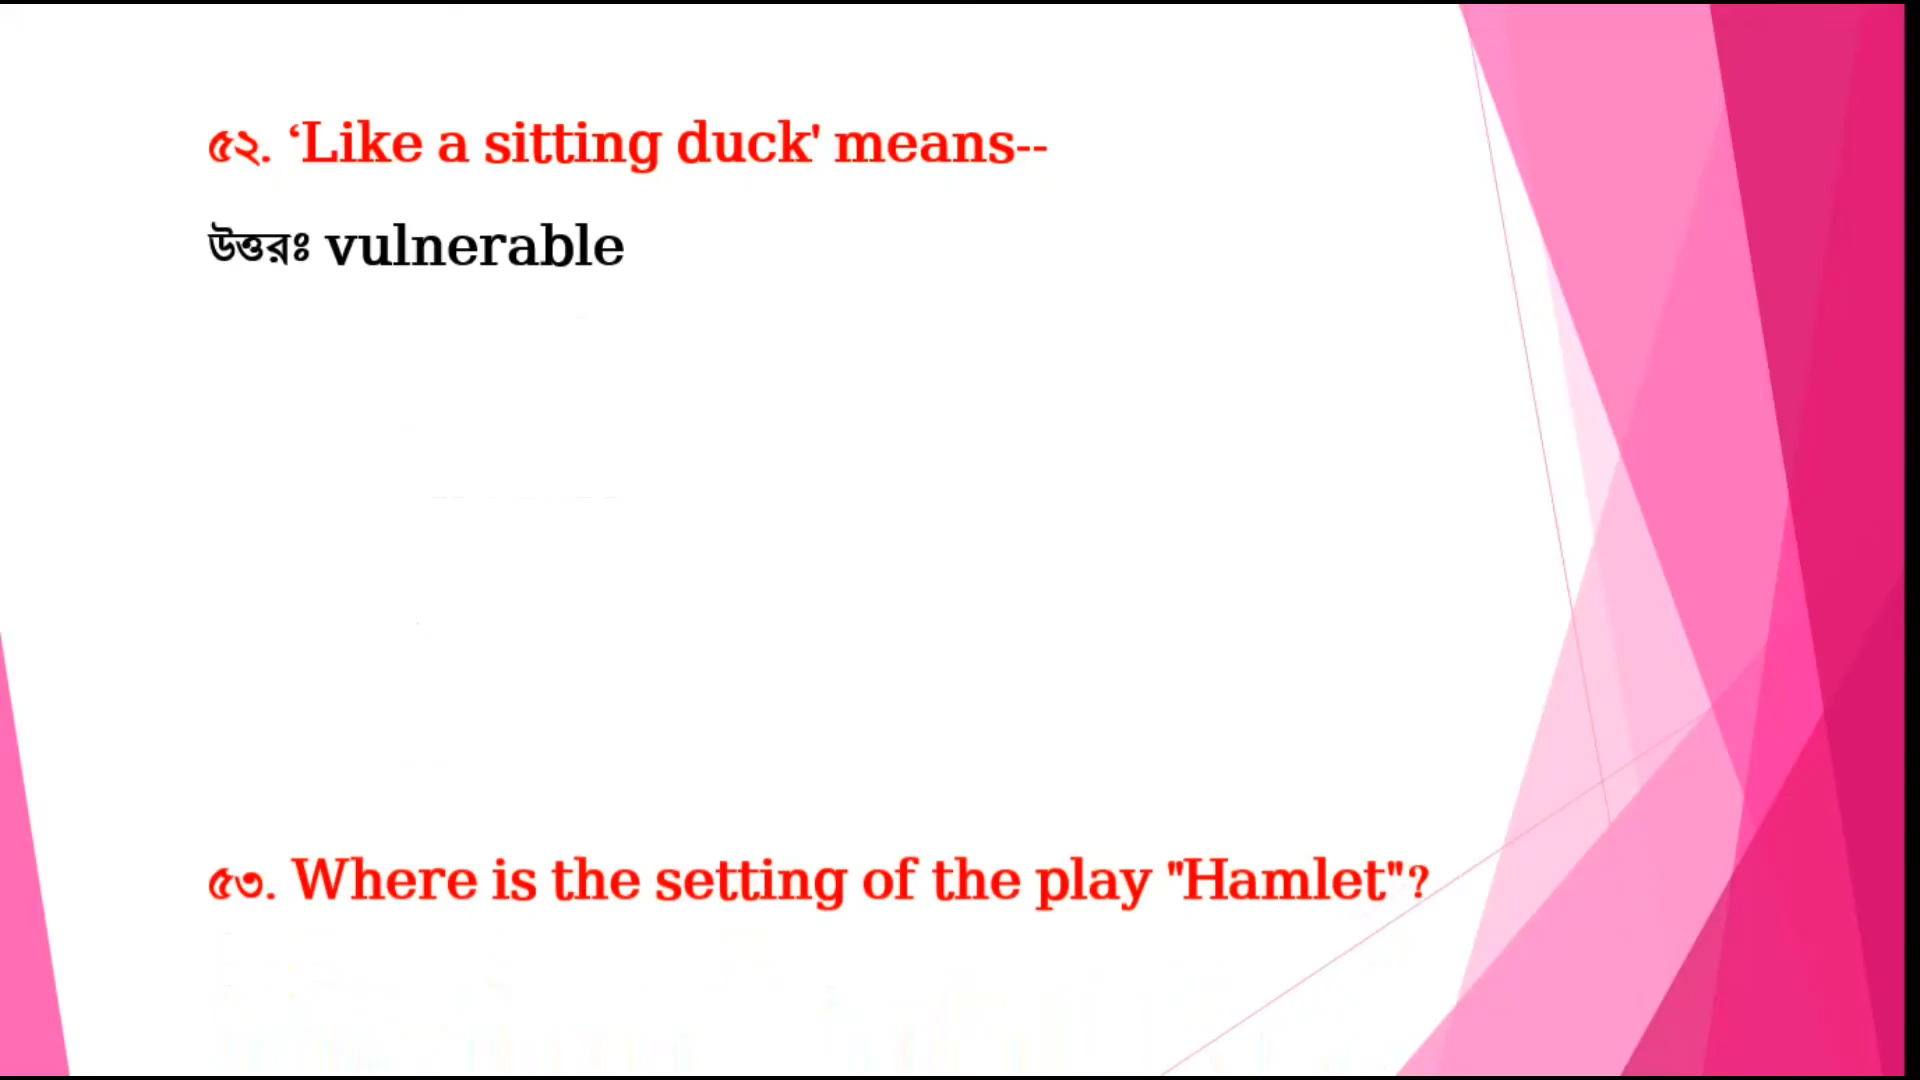 ৫২. ‘Like a sitting duck' means--
উত্তরঃ vulnerable
৫৩. Where is the setting of the play "Hamlet"?